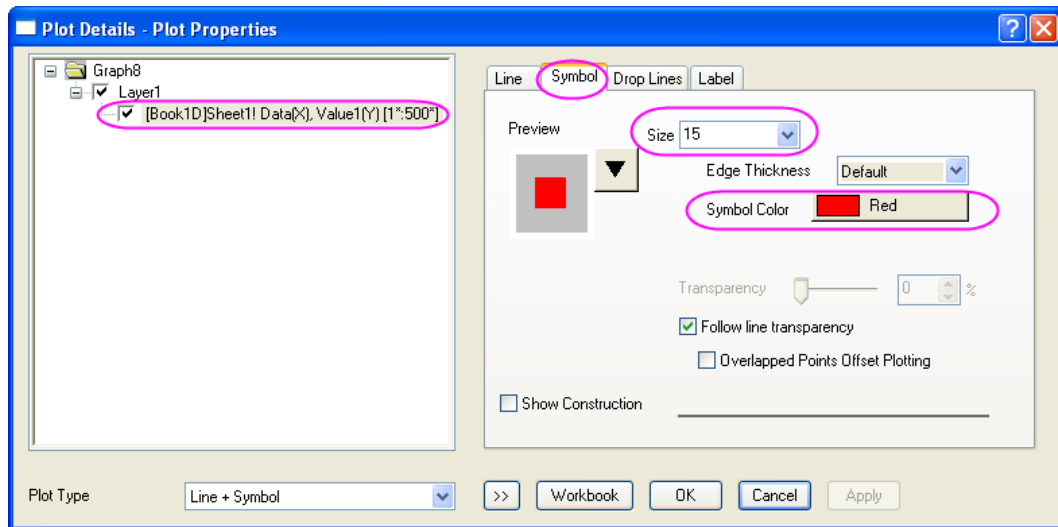 Plot Details - Plot Properties
Graph8
Layer1
[Book1D]Sheet1! Data(X), Value1(Y) [1*:500*]
Line Symbol Drop Lines Label
Preview
Size 15
Edge Thickness Default
Symbol Color Red
Transparency 0 %
Follow line transparency
Overlapped Points Offset Plotting
Show Construction
Plot Type Line + Symbol >> Workbook OK Cancel Apply